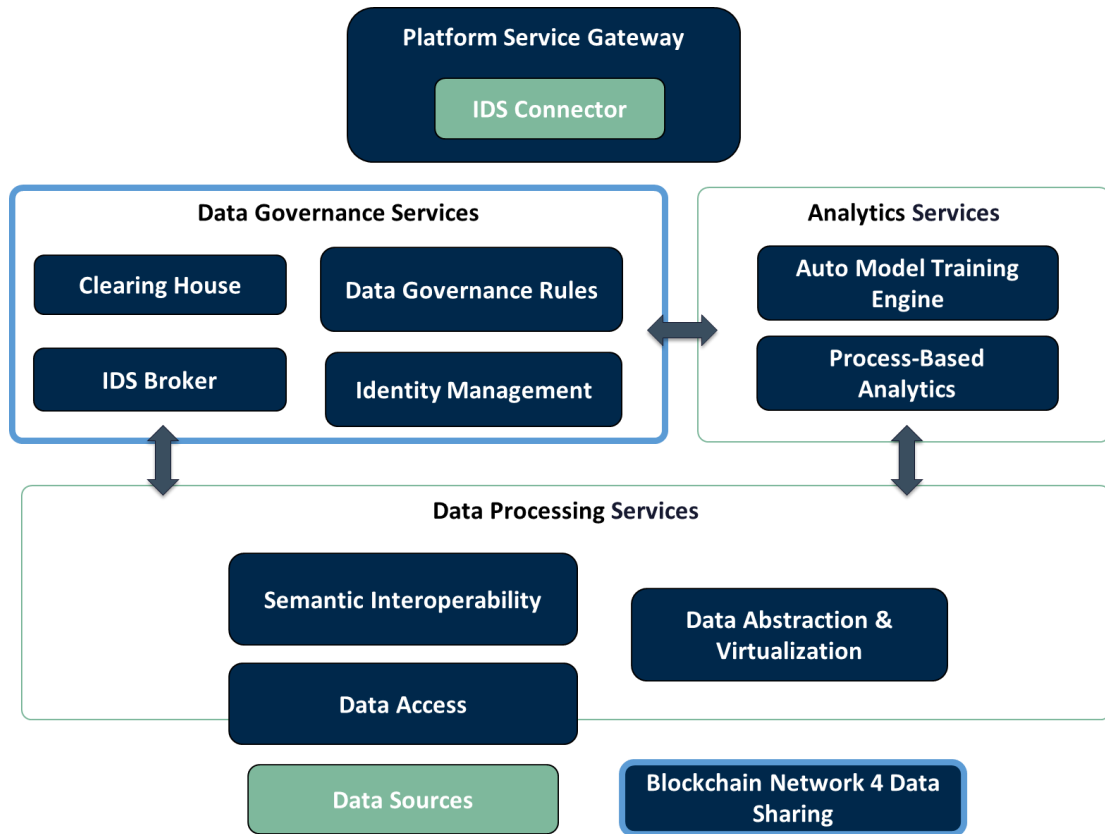 Platform Service Gateway
IDS Connector
Data Governance Services
Clearing House
Data Governance Rules
IDS Broker
Identity Management
Analytics Services
Auto Model Training
Engine
Process-Based
Analytics
Data Processing Services
Semantic Interoperability
Data Abstraction &
Virtualization
Data Access
Data Sources
Blockchain Network 4 Data
Sharing